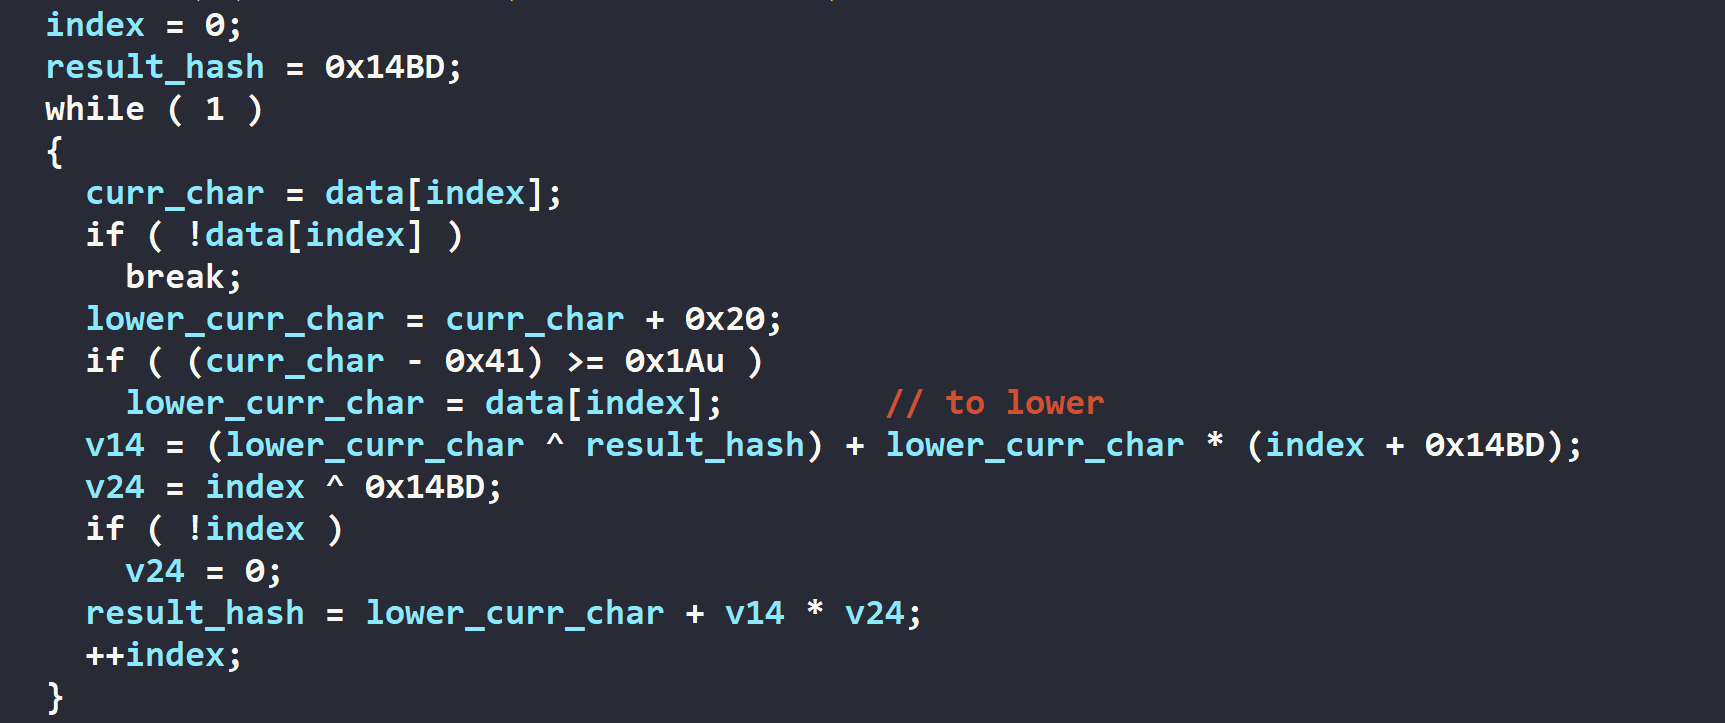 index = 0;
result_hash = 0x14BD;
while ( 1 )
{
  curr_char = data[index];
  if ( !data[index] )
    break;
  lower_curr_char = curr_char + 0x20;
  if ( (curr_char - 0x41) >= 0x1Au )
    lower_curr_char = data[index];        // to lower
  v14 = (lower_curr_char ^ result_hash) + lower_curr_char * (index + 0x14BD);
  v24 = index ^ 0x14BD;
  if ( !index )
    v24 = 0;
  result_hash = lower_curr_char + v14 * v24;
  ++index;
}